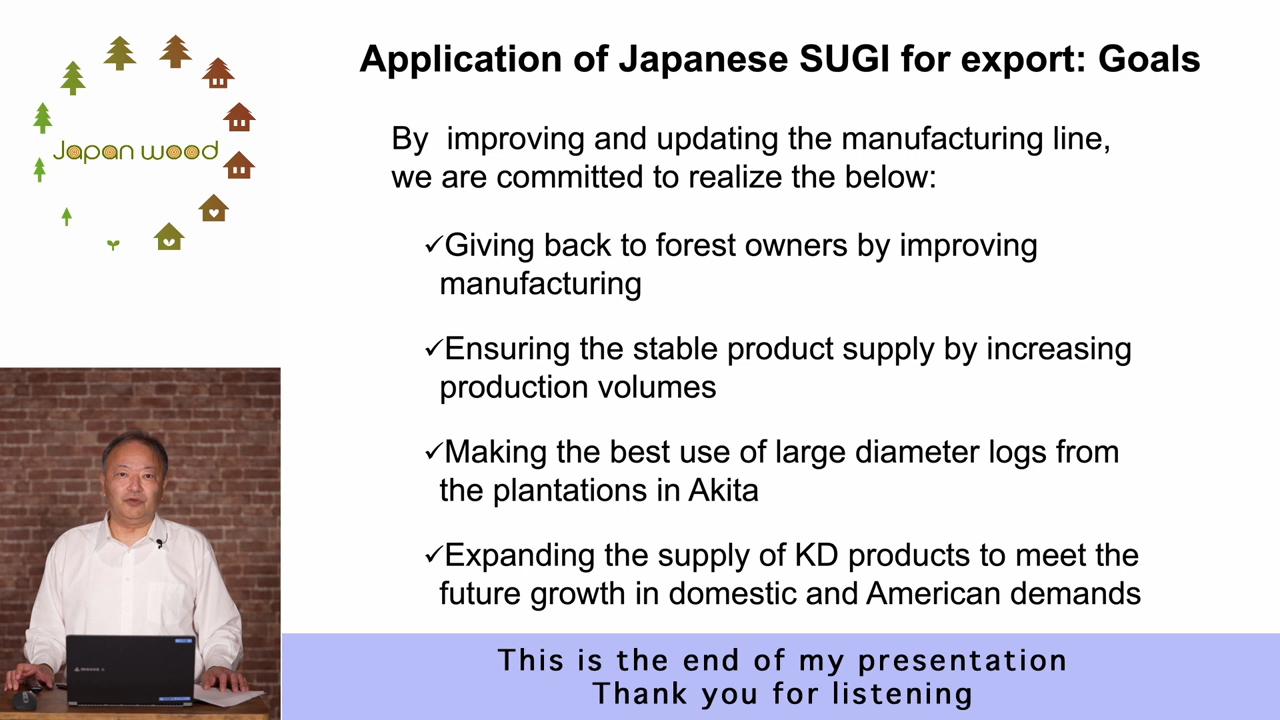 Application of Japanese SUGI for export: Goals
Japan wood
By improving and updating the manufacturing line,
we are committed to realize the below:
✓Giving back to forest owners by improving
manufacturing
✓Ensuring the stable product supply by increasing
production volumes
✓Making the best use of large diameter logs from
the plantations in Akita
✓Expanding the supply of KD products to meet the
future growth in domestic and American demands
mouse
This is the end of my presentation
Thank you for listening